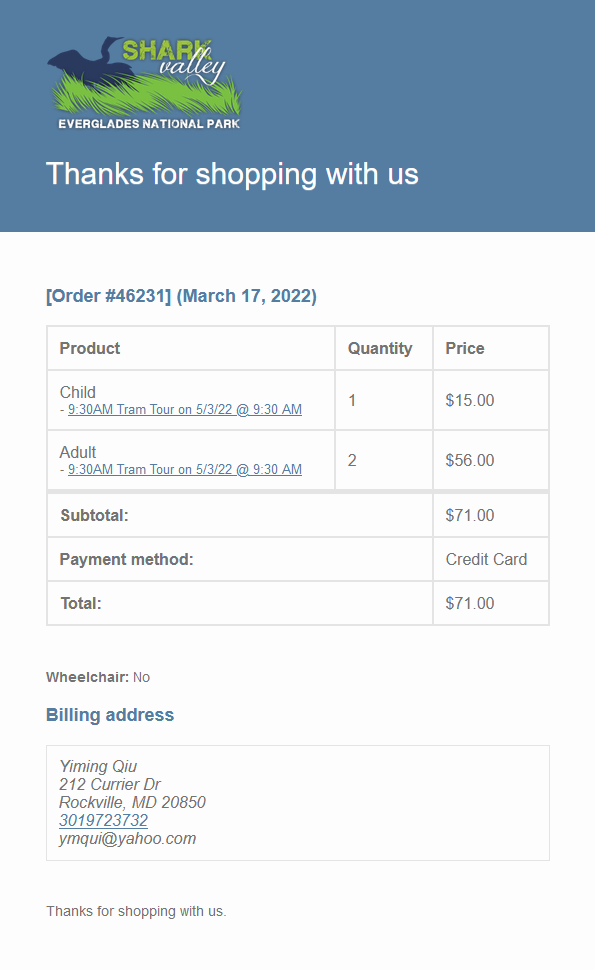 SHARK
valley
EVERGLADES NATIONAL PARK
Thanks for shopping with us
[Order #46231] (March 17, 2022)
Product Quantity Price
Child
- 9:30AM Tram Tour on 5/3/22 @ 9:30 AM 1 $15.00
Adult
- 9:30AM Tram Tour on 5/3/22 @ 9:30 AM 2 $56.00
Subtotal: $71.00
Payment method: Credit Card
Total: $71.00
Wheelchair: No
Billing address
Yiming Qiu
212 Currier Dr
Rockville, MD 20850
3019723732
ymqui@yahoo.com
Thanks for shopping with us.